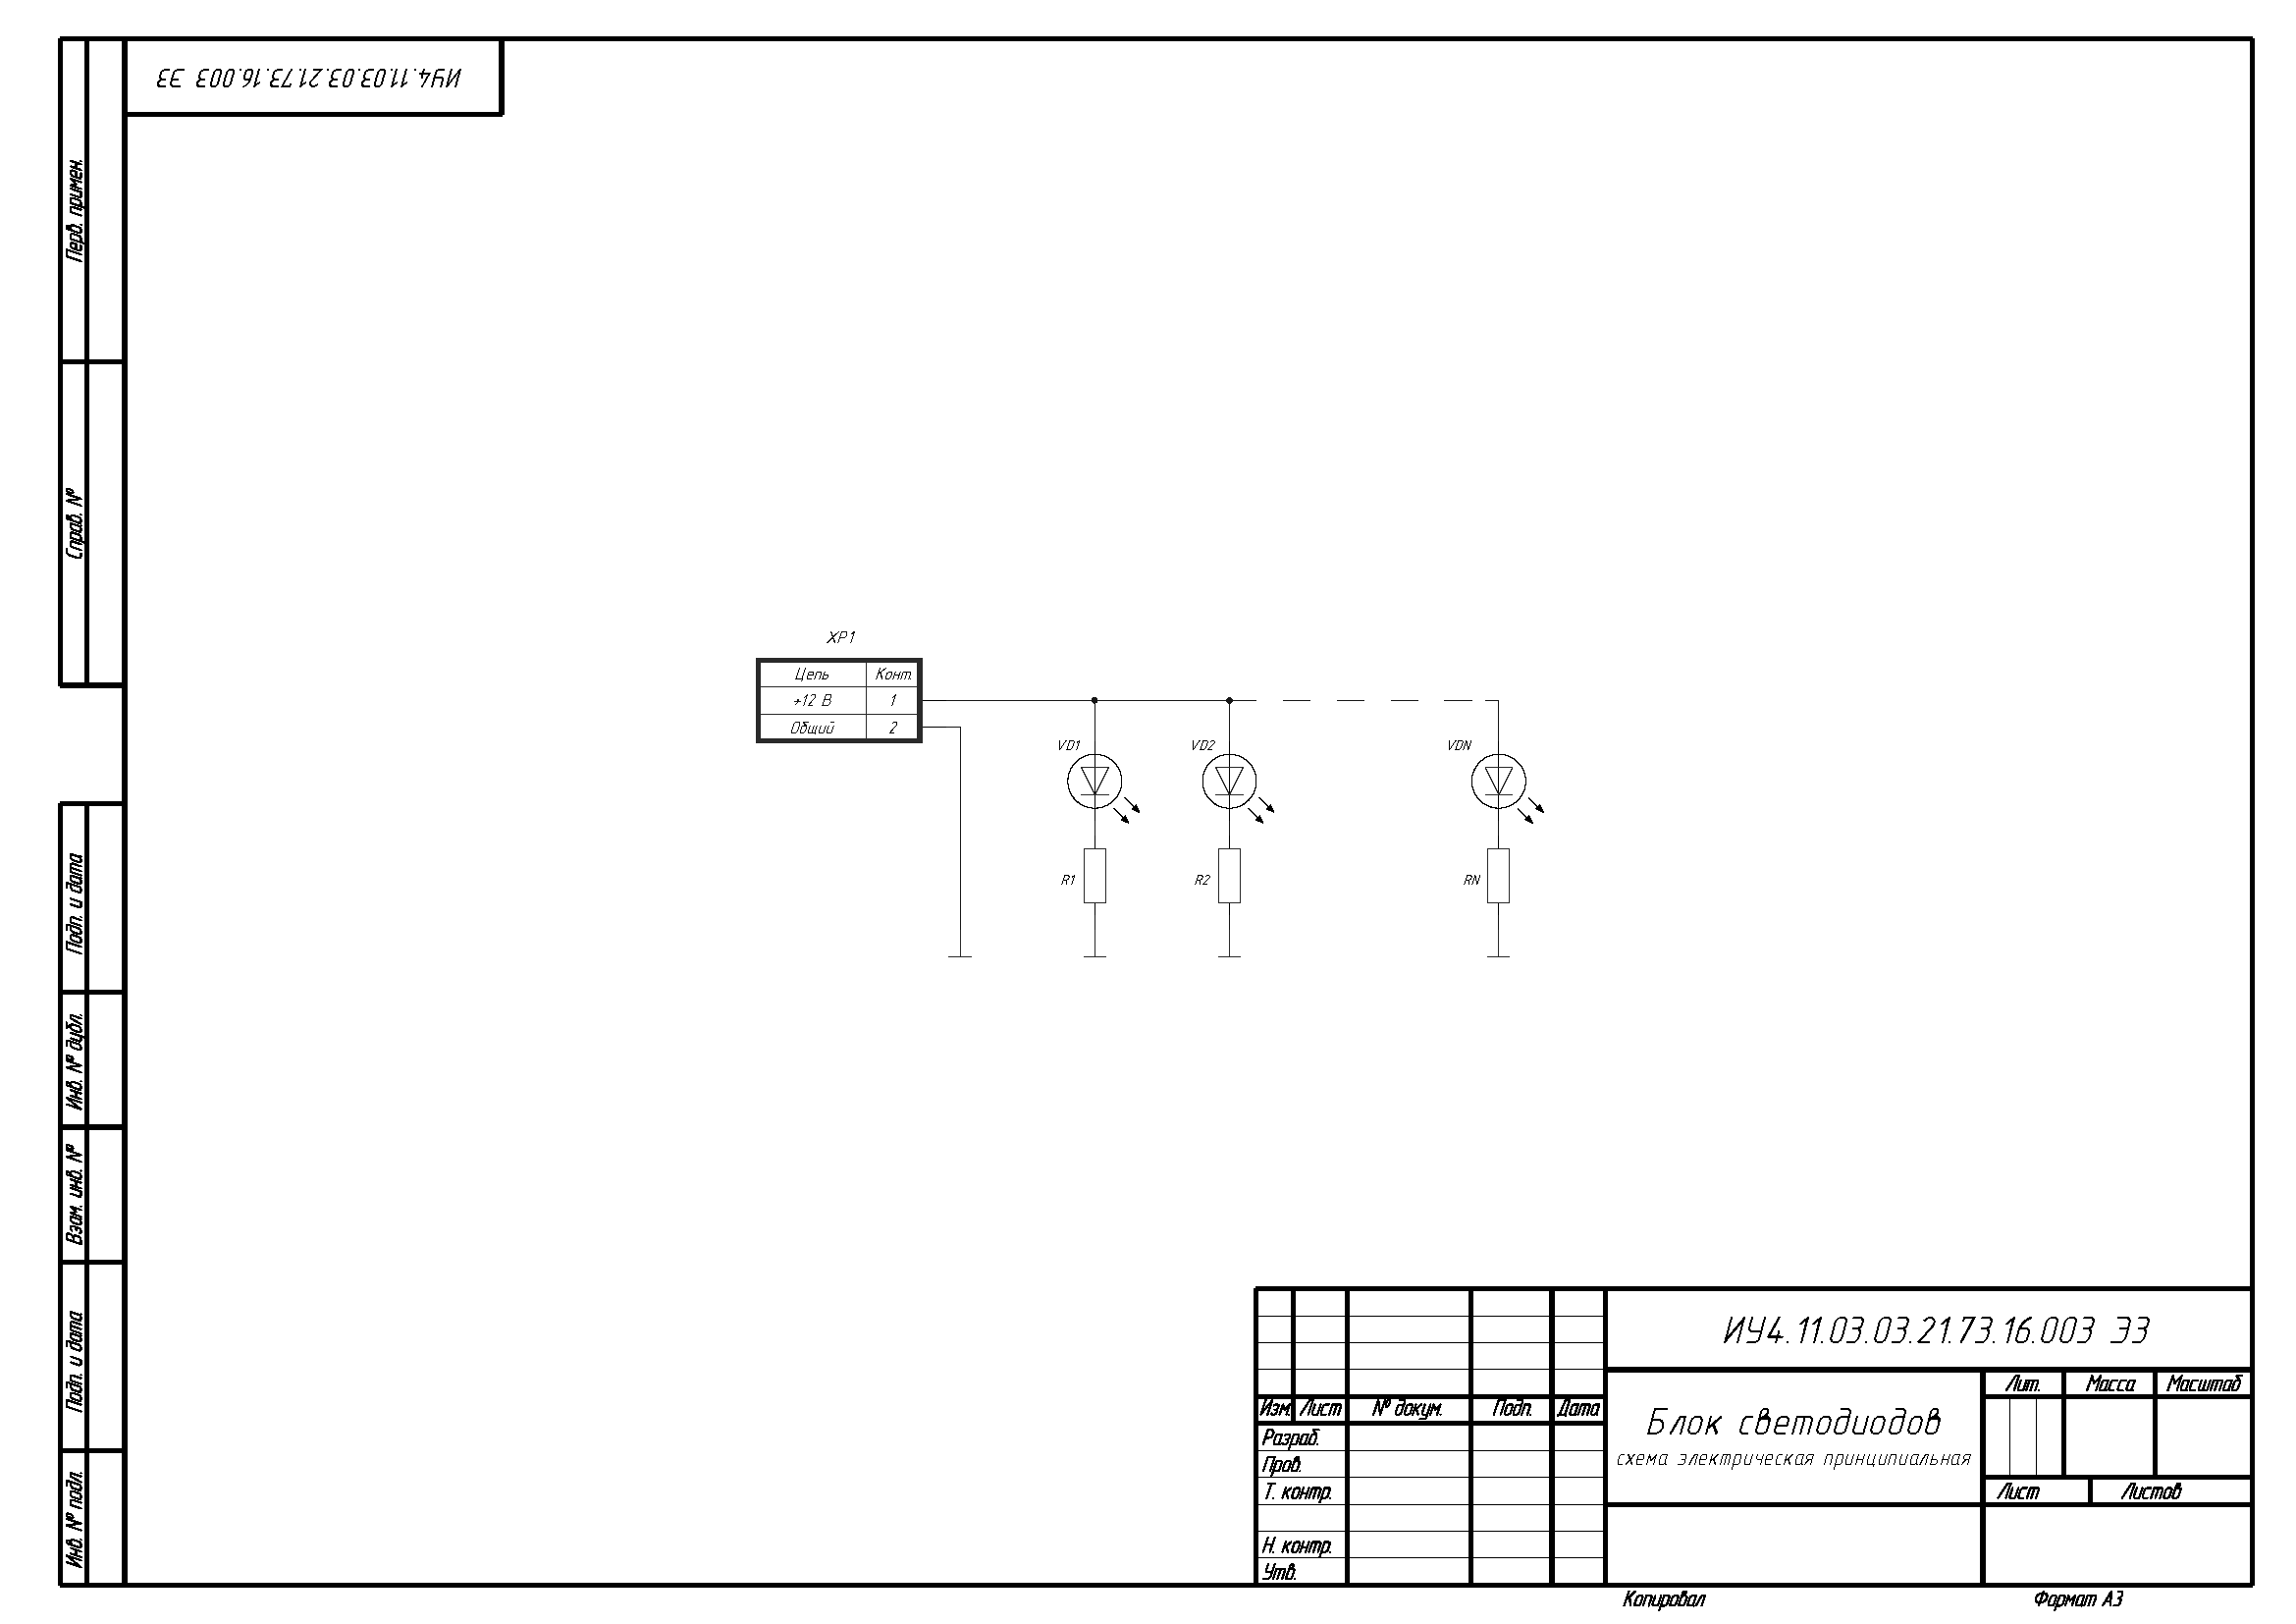 ИУ4.11.03.03.21.73.16.003 ЭЗ
Перв. примен.
Справ. №
Подп. и дата
Инв. № дубл.
Взам. инв. №
Подп. и дата
Инв. № подл.
XP1
Цепь Конт.
+12 В 1
Общий 2
VD1 VD2 VDN
R1 R2 RN
ИУ4.11.03.03.21.73.16.003 ЭЗ
Лит. Масса Масштаб
Изм. Лист № докум. Подп. Дата
Блок светодиодов
схема электрическая принципиальная
Разраб.
Пров.
Т. контр.
Лист Листов
Н. контр.
Утв.
Копировал Формат А3